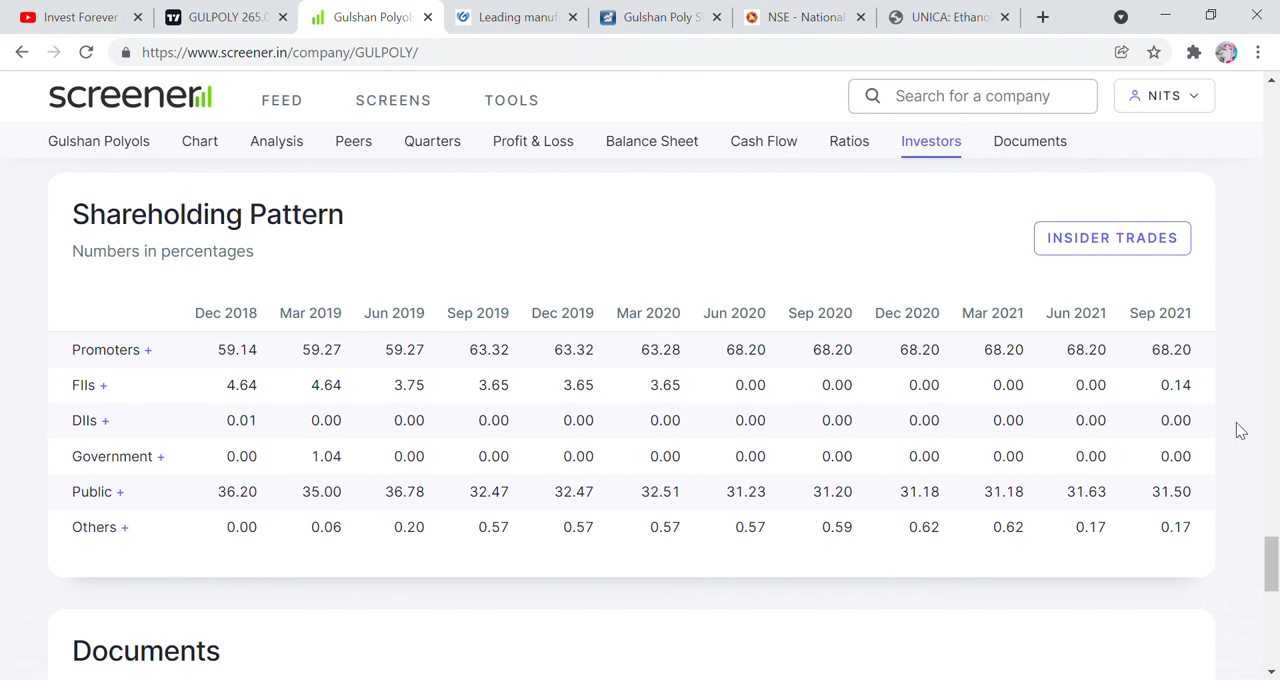 Invest Forever
GULPOLY 265.0
Gulshan Polyols
Leading manuf
Gulshan Poly S
NSE - National
UNICA: Ethano
https://www.screener.in/company/GULPOLY/
screener
FEED SCREENS TOOLS
Search for a company
NITS
Gulshan Polyols Chart Analysis Peers Quarters Profit & Loss Balance Sheet Cash Flow Ratios Investors Documents
Shareholding Pattern
Numbers in percentages
INSIDER TRADES
Dec 2018 Mar 2019 Jun 2019 Sep 2019 Dec 2019 Mar 2020 Jun 2020 Sep 2020 Dec 2020 Mar 2021 Jun 2021 Sep 2021
Promoters + 59.14 59.27 59.27 63.32 63.32 63.28 68.20 68.20 68.20 68.20 68.20 68.20
FIIs + 4.64 4.64 3.75 3.65 3.65 3.65 0.00 0.00 0.00 0.00 0.00 0.14
DIIs + 0.01 0.00 0.00 0.00 0.00 0.00 0.00 0.00 0.00 0.00 0.00 0.00
Government + 0.00 1.04 0.00 0.00 0.00 0.00 0.00 0.00 0.00 0.00 0.00 0.00
Public + 36.20 35.00 36.78 32.47 32.47 32.51 31.23 31.20 31.18 31.18 31.63 31.50
Others + 0.00 0.06 0.20 0.57 0.57 0.57 0.57 0.59 0.62 0.62 0.17 0.17
Documents